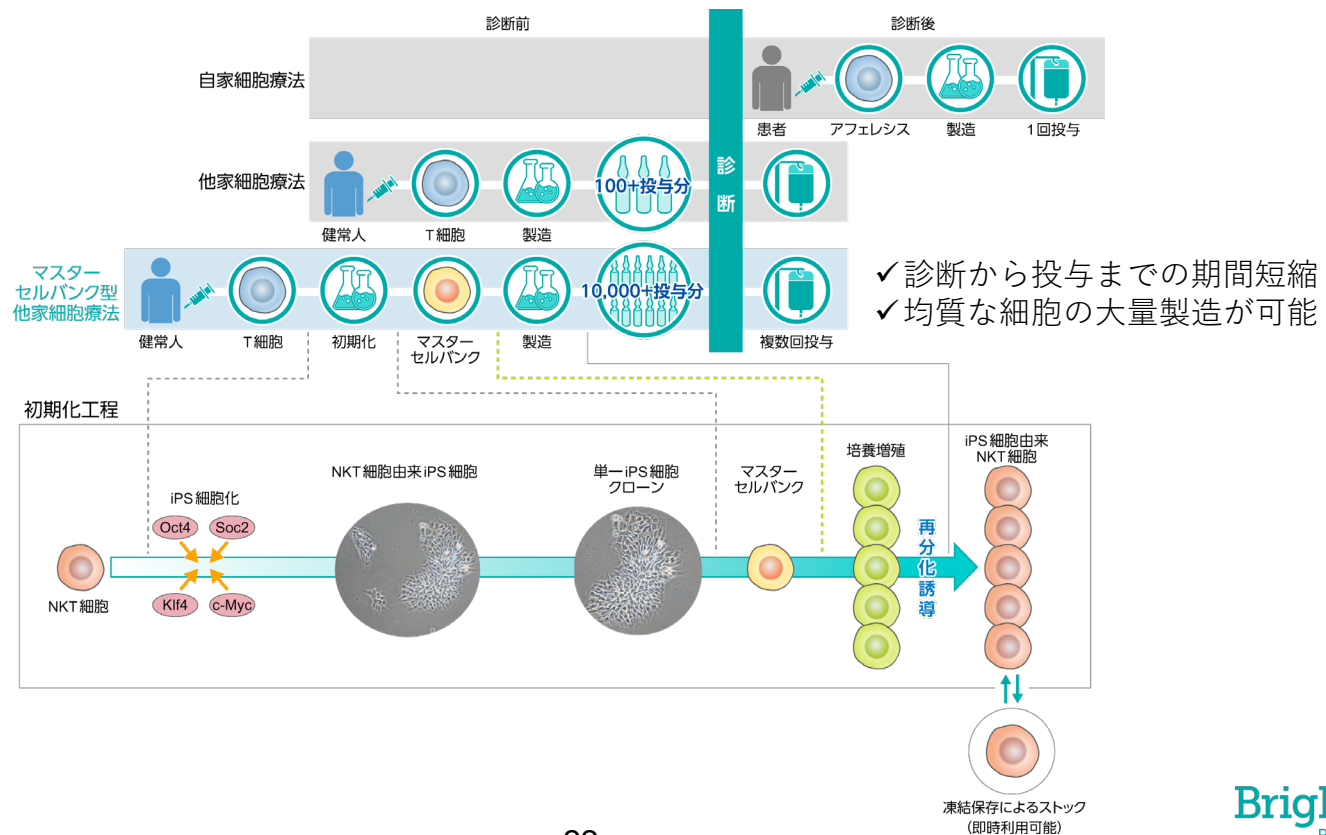 診断前
診断後
自家細胞療法
患者
アフェレシス
製造
1回投与
診
断
他家細胞療法
100+投与分
健常人
T細胞
製造
マスター
セルバンク型
他家細胞療法
10,000+投与分
健常人
T細胞
初期化
マスター
セルバンク
製造
複数回投与
✓診断から投与までの期間短縮
✓均質な細胞の大量製造が可能
初期化工程
iPS細胞化
Oct4
Soc2
Klf4
c-Myc
NKT細胞
NKT細胞由来iPS細胞
単一iPS細胞
クローン
マスター
セルバンク
培養増殖
再
分
化
誘
導
iPS細胞由来
NKT細胞
凍結保存によるストック
(即時利用可能)